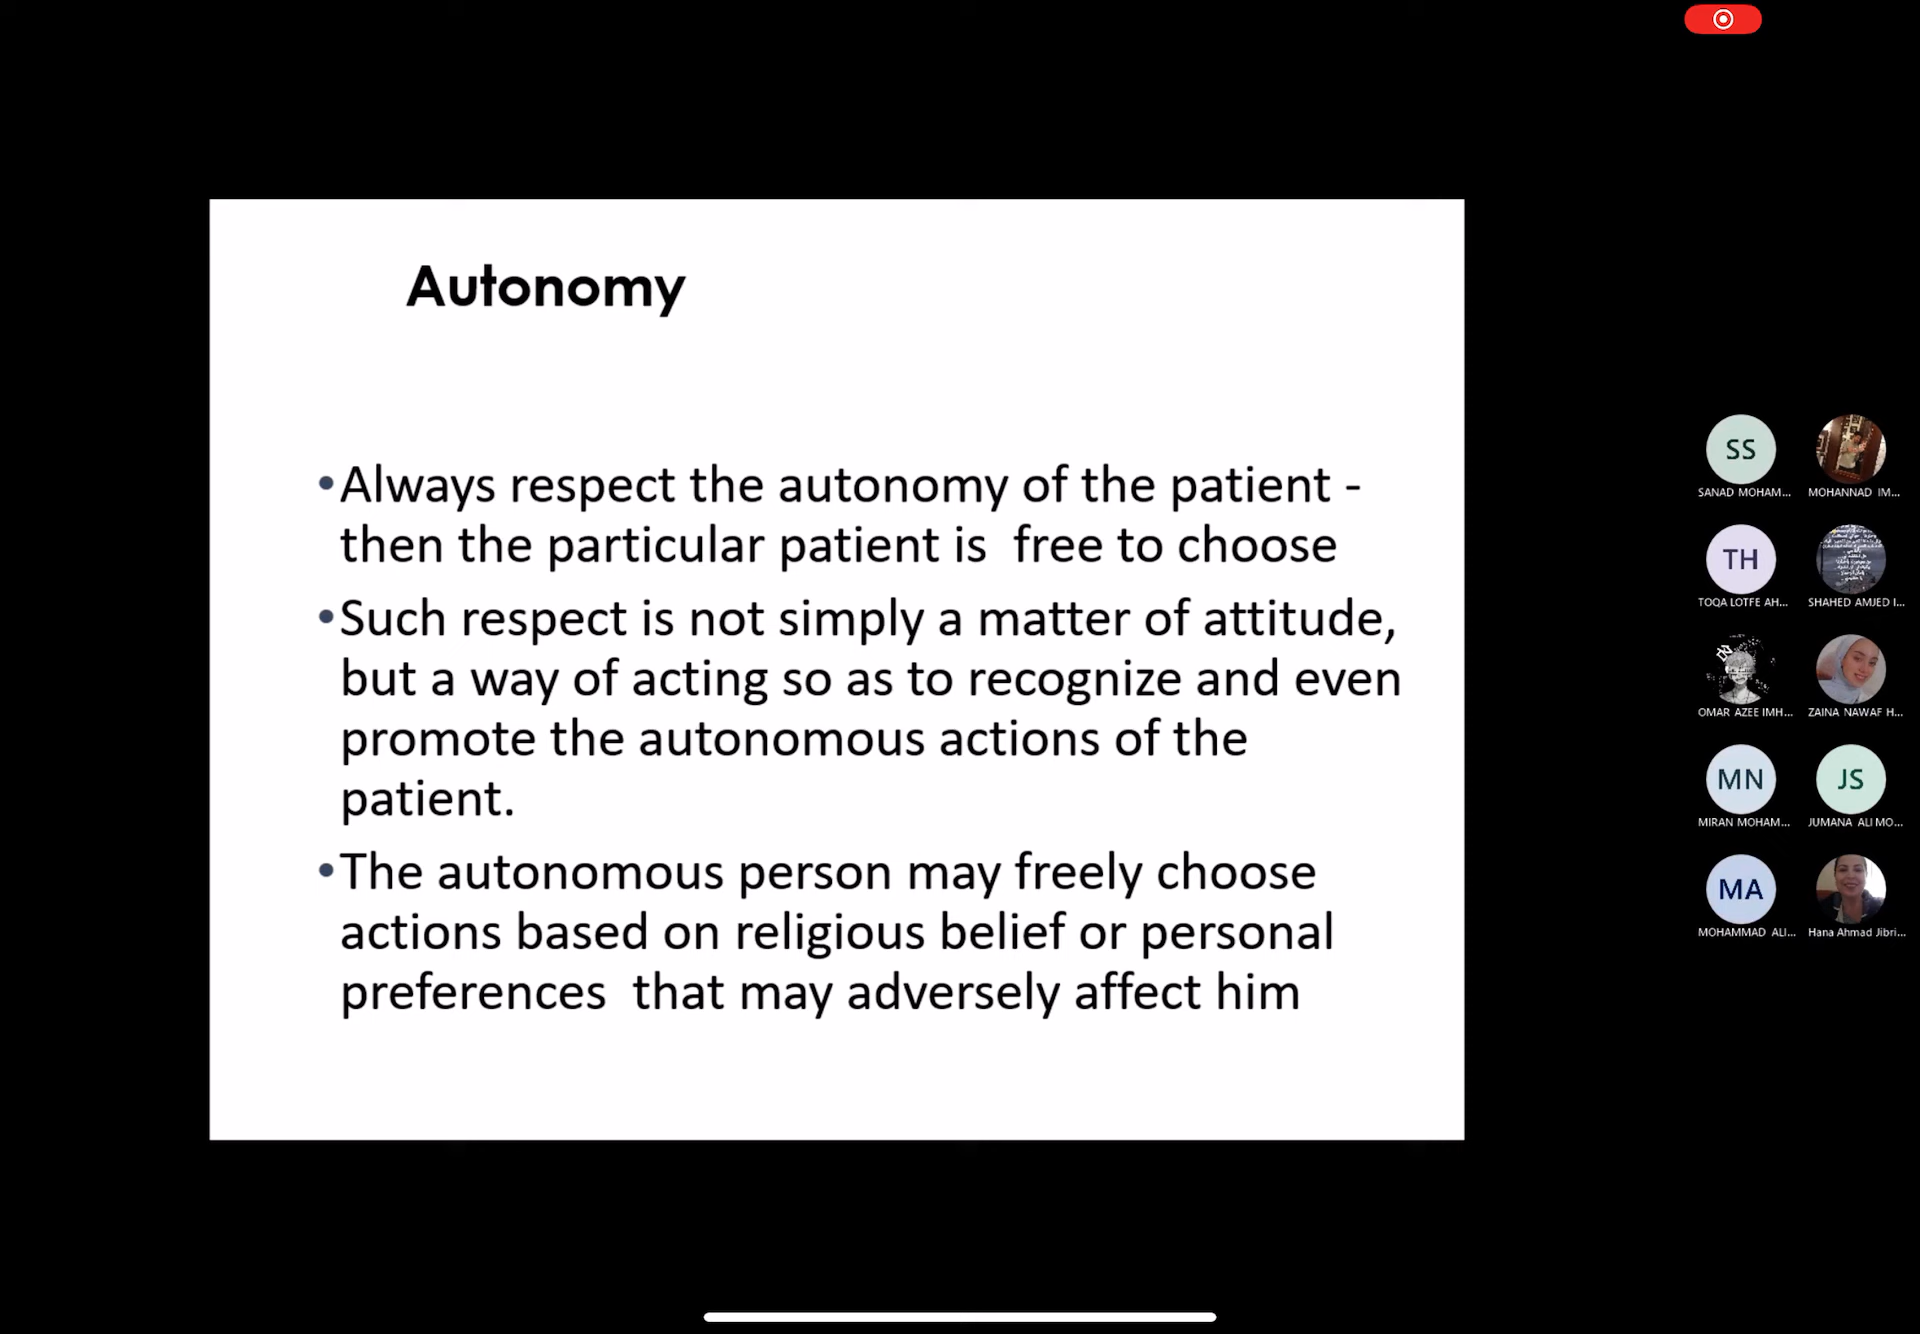 Autonomy
•Always respect the autonomy of the patient -
then the particular patient is  free to choose
•Such respect is not simply a matter of attitude,
but a way of acting so as to recognize and even
promote the autonomous actions of the
patient.
•The autonomous person may freely choose
actions based on religious belief or personal
preferences  that may adversely affect him
SS
SANAD MOHAM...
MOHANNAD IM...
TH
TOQA LOTFE AH...
SHAHED AMJED I...
OMAR AZEE IMH...
ZAINA NAWAF H...
MN
MIRAN MOHAM...
JS
JUMANA ALI MO...
MA
MOHAMMAD ALI...
Hana Ahmad Jibri...